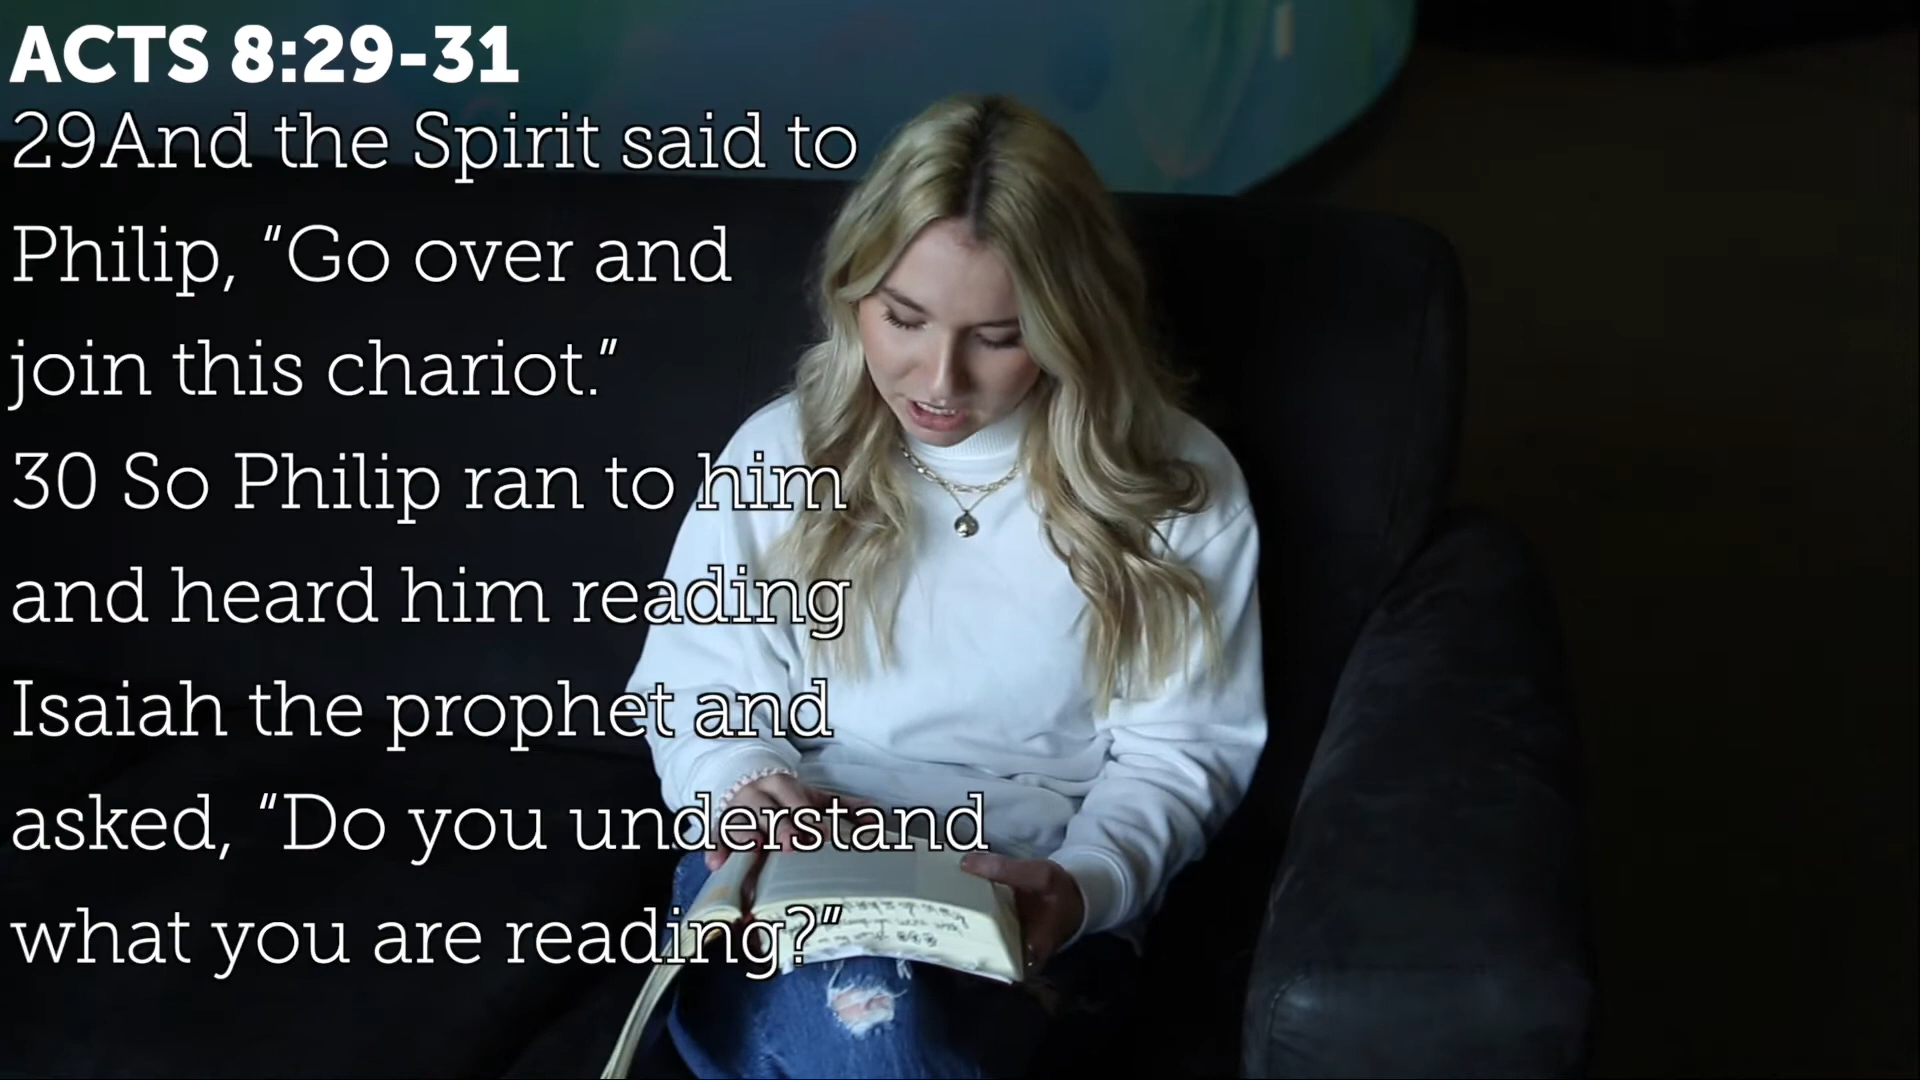 ACTS 8:29-31
29And the Spirit said to
Philip, “Go over and
join this chariot.”
30 So Philip ran to him
and heard him reading
Isaiah the prophet and
asked, “Do you understand
what you are reading?”